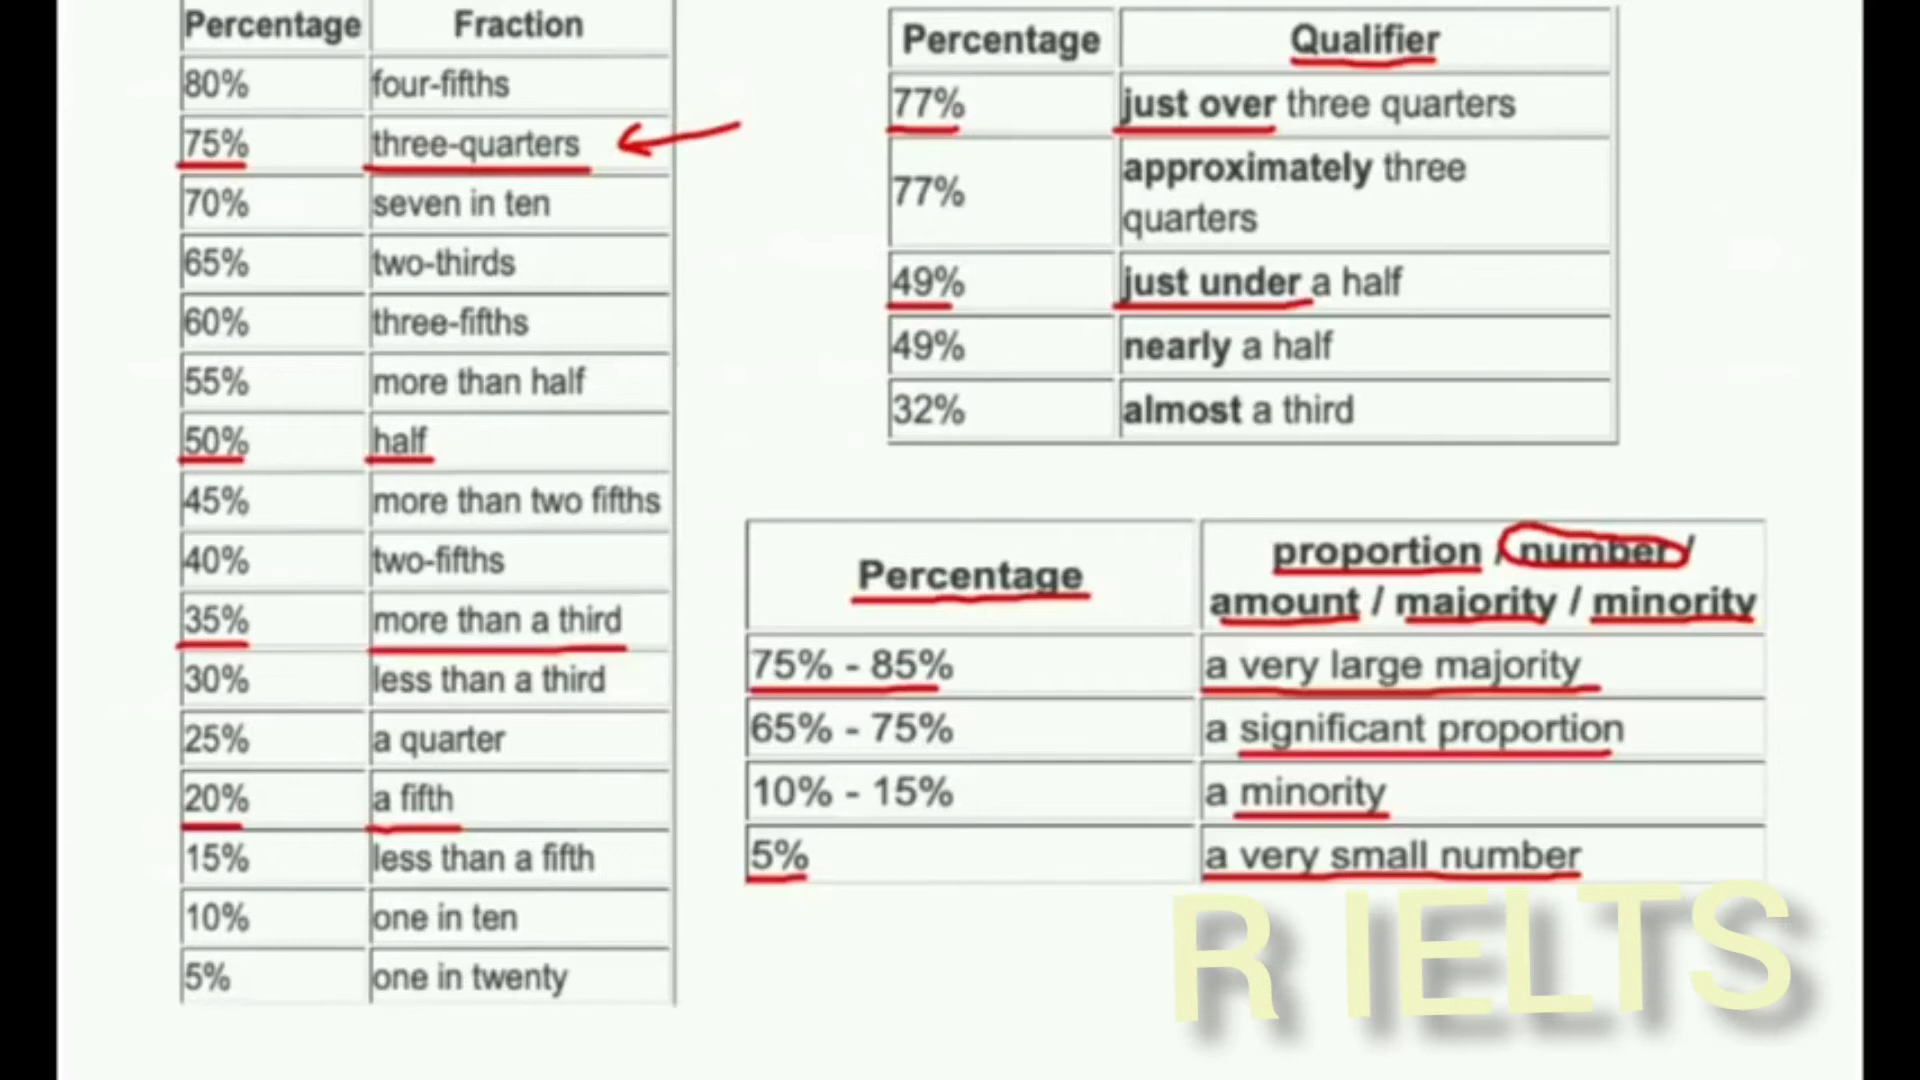 Percentage Fraction
80% four-fifths
75% three-quarters
70% seven in ten
65% two-thirds
60% three-fifths
55% more than half
50% half
45% more than two fifths
40% two-fifths
35% more than a third
30% less than a third
25% a quarter
20% a fifth
15% less than a fifth
10% one in ten
5% one in twenty
Percentage Qualifier
77% just over three quarters
77% approximately three
quarters
49% just under a half
49% nearly a half
32% almost a third
Percentage proportion / number /
amount / majority / minority
75% - 85% a very large majority
65% - 75% a significant proportion
10% - 15% a minority
5% a very small number
R IELTS